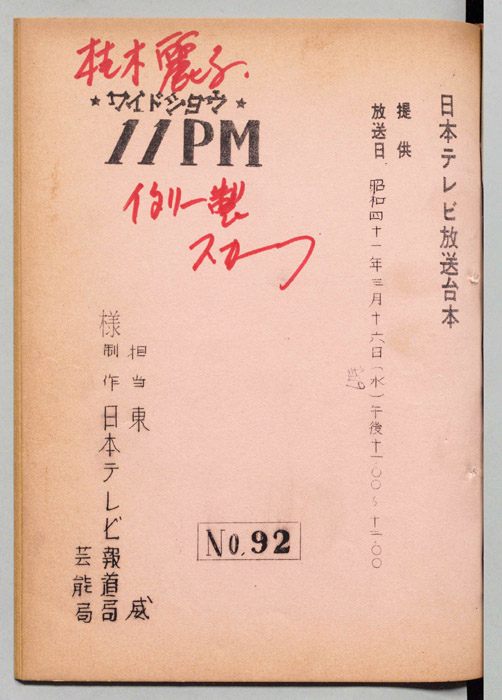 日本テレビ放送台本
提供
放送日 昭和四十一年三月十六日(水)午後十一・〇〇〜十二・〇〇
桂木麗子.
★ワイドショウ★
11PM
イタリー製
スカーフ
No.92
担当 東 威
様
制作 日本テレビ報道局
芸能局